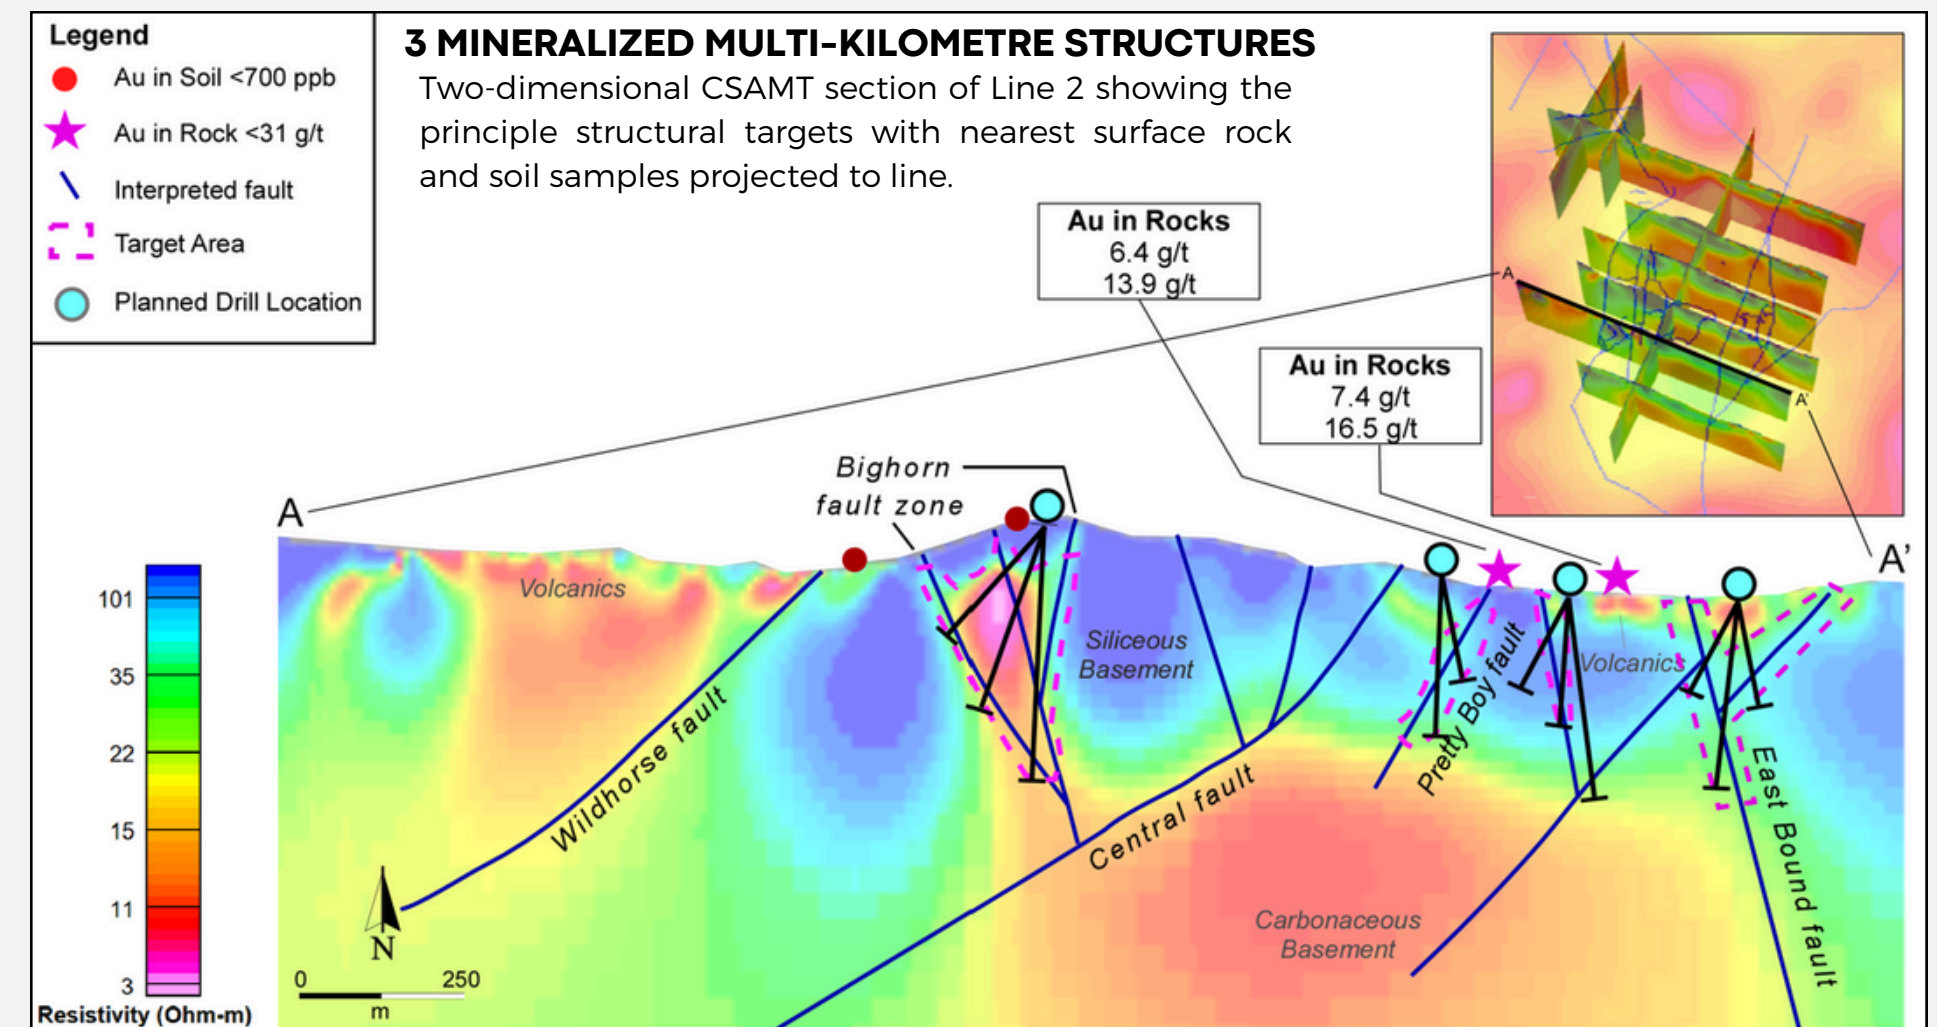 Legend
Au in Soil <700 ppb
Au in Rock <31 g/t
Interpreted fault
Target Area
Planned Drill Location
3 MINERALIZED MULTI-KILOMETRE STRUCTURES
Two-dimensional CSAMT section of Line 2 showing the
principle structural targets with nearest surface rock
and soil samples projected to line.
Au in Rocks
6.4 g/t
13.9 g/t
Au in Rocks
7.4 g/t
16.5 g/t
A
A'
Bighorn
fault zone
A
A'
Volcanics
Siliceous
Basement
Volcanics
Wildhorse fault
Central fault
Pretty Boy fault
East Bound fault
Carbonaceous
Basement
101
35
22
15
11
3
Resistivity (Ohm-m)
N
0 250
m